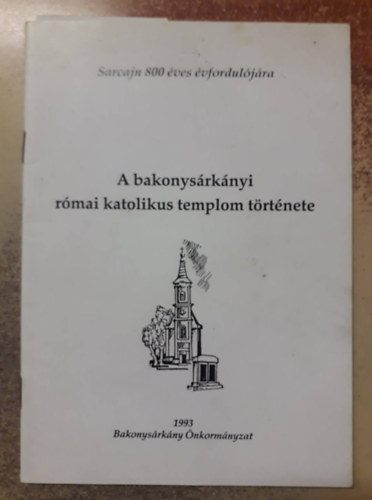 Sarcajn 800 éves évfordulójára
A bakonysárkányi
római katolikus templom története
1993
Bakonysárkány Önkormányzat